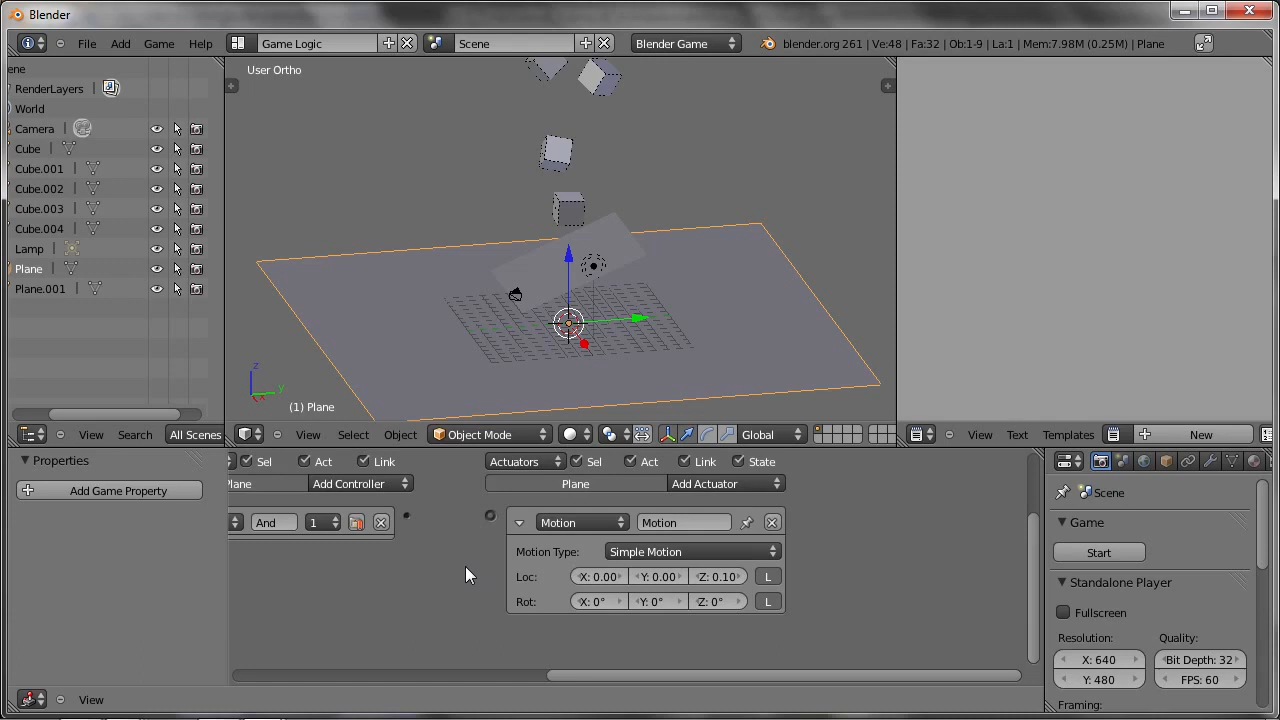 Blender
File Add Game Help Game Logic Scene Blender Game blender.org 261 | Ve:48 | Fa:32 | Ob:1-9 | La:1 | Mem:7.98M (0.25M) | Plane
ene
RenderLayers |
World
Camera |
Cube |
Cube.001 |
Cube.002 |
Cube.003 |
Cube.004 |
Lamp |
Plane |
Plane.001 |
View Search All Scenes
User Ortho
z
y
(1) Plane
View Select Object Object Mode Global
View Text Templates New
Properties
Add Game Property
Sel Act Link
Plane Add Controller
And 1
Actuators Sel Act Link State
Plane Add Actuator
Motion Motion
Motion Type: Simple Motion
Loc: X: 0.00 Y: 0.00 Z: 0.10 L
Rot: X: 0° Y: 0° Z: 0° L
View
Scene
Game
Start
Standalone Player
Fullscreen
Resolution: Quality:
X: 640 Bit Depth: 32
Y: 480 FPS: 60
Framing: